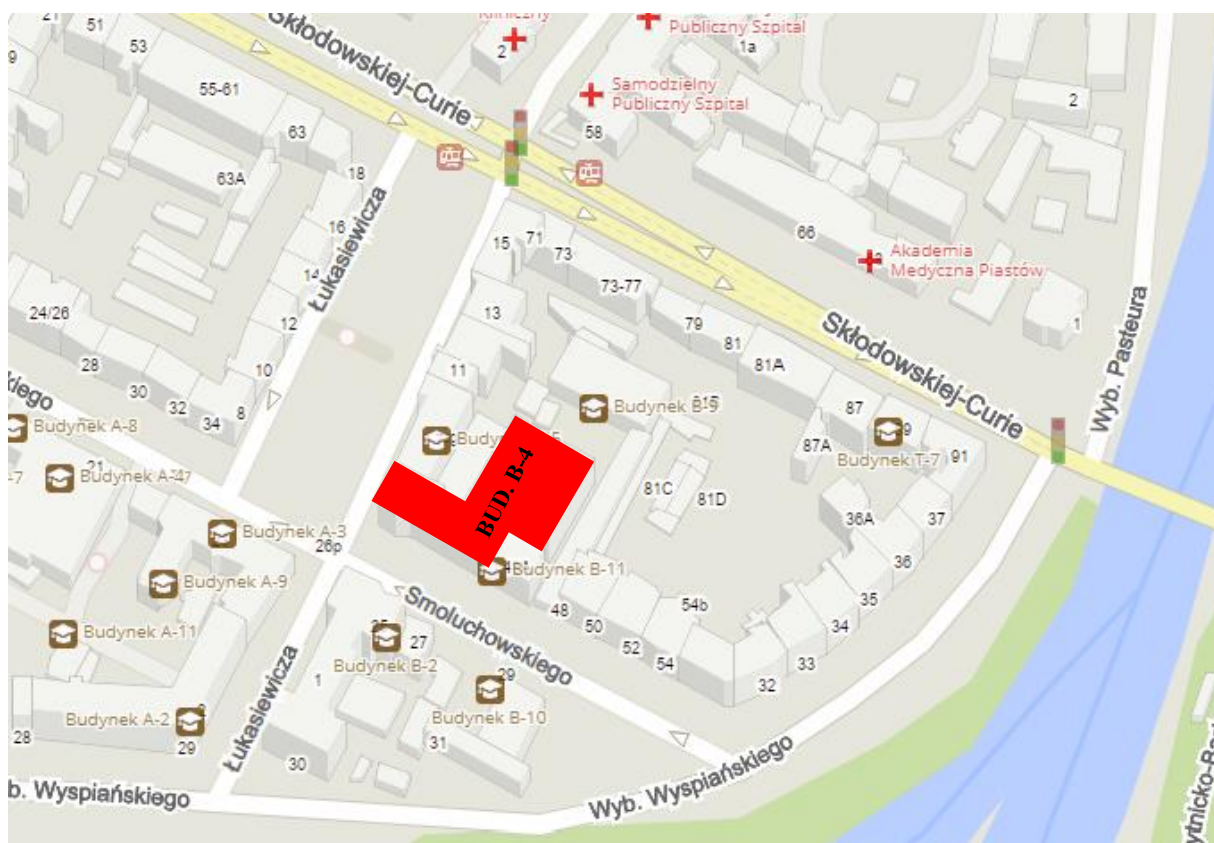 21
51
53
9
55-61
63
63A
18
16
14
12
10
8
24/26
28
30
32
34
Skłodowskiej-Curie
Kliniczny
2
Publiczny Szpital
1a
Samodzielny
Publiczny Szpital
58
2
66
Akademia
Medyczna Piastów
1
Wyb. Pasteura
Łukasiewicza
15
71
73
73-77
13
11
79
81
81A
Skłodowskiej-Curie
87
87A
91
Budynek T-7
Budynek B-9
81C
81D
36A
37
36
35
34
33
32
Budynek A-8
Budynek A-4
Budynek A-3
26p
Budynek A-9
Budynek A-11
Budynek A-2
28
29
BUD. B-4
Budynek B-11
48
50
52
54
54b
Smoluchowskiego
27
Budynek B-2
1
29
Budynek B-10
31
30
Łukasiewicza
b. Wyspiańskiego
Wyb. Wyspiańskiego